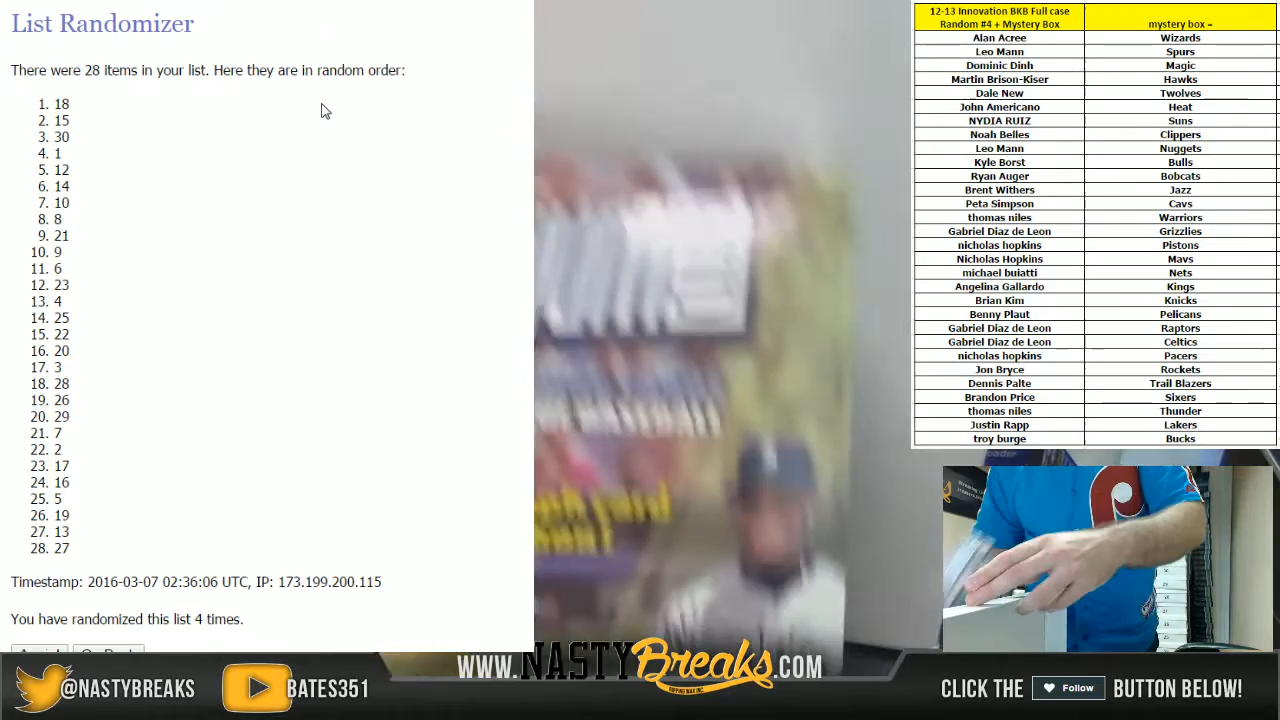 List Randomizer
There were 28 items in your list. Here they are in random order:
1. 18
2. 15
3. 30
4. 1
5. 12
6. 14
7. 10
8. 8
9. 21
10. 9
11. 6
12. 23
13. 4
14. 25
15. 22
16. 20
17. 3
18. 28
19. 26
20. 29
21. 7
22. 2
23. 17
24. 16
25. 5
26. 19
27. 13
28. 27
Timestamp: 2016-03-07 02:36:06 UTC, IP: 173.199.200.115
You have randomized this list 4 times.
12-13 Innovation BKB Full case
Random #4 + Mystery Box mystery box =
Alan Acree Wizards
Leo Mann Spurs
Dominic Dinh Magic
Martin Brison-Kiser Hawks
Dale New Twolves
John Americano Heat
NYDIA RUIZ Suns
Noah Belles Clippers
Leo Mann Nuggets
Kyle Borst Bulls
Ryan Auger Bobcats
Brent Withers Jazz
Peta Simpson Cavs
thomas niles Warriors
Gabriel Diaz de Leon Grizzlies
nicholas hopkins Pistons
Nicholas Hopkins Mavs
michael buiatti Nets
Angelina Gallardo Kings
Brian Kim Knicks
Benny Plaut Pelicans
Gabriel Diaz de Leon Raptors
Gabriel Diaz de Leon Celtics
nicholas hopkins Pacers
Jon Bryce Rockets
Dennis Palte Trail Blazers
Brandon Price Sixers
thomas niles Thunder
Justin Rapp Lakers
troy burge Bucks
P
@NASTYBREAKS
BATES351
WWW.NASTYBreaks.COM
RIPPING WAX INC.
CLICK THE Follow BUTTON BELOW!